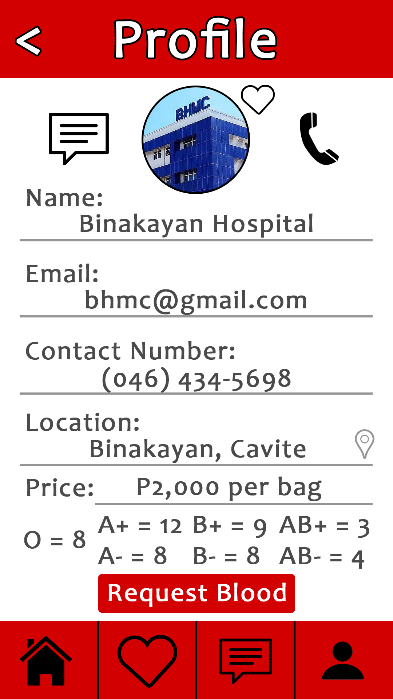 < Profile
BHMC
Name:
Binakayan Hospital
Email:
bhmc@gmail.com
Contact Number:
(046) 434-5698
Location:
Binakayan, Cavite
Price: P2,000 per bag
O = 8
A+ = 12 B+ = 9 AB+ = 3
A- = 8 B- = 8 AB- = 4
Request Blood